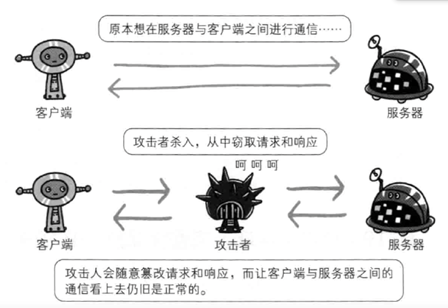 原本想在服务器与客户端之间进行通信……
客户端
服务器
攻击者杀入，从中窃取请求和响应
呵呵呵
客户端
攻击者
服务器
攻击人会随意篡改请求和响应，而让客户端与服务器之间的
通信看上去仍旧是正常的。